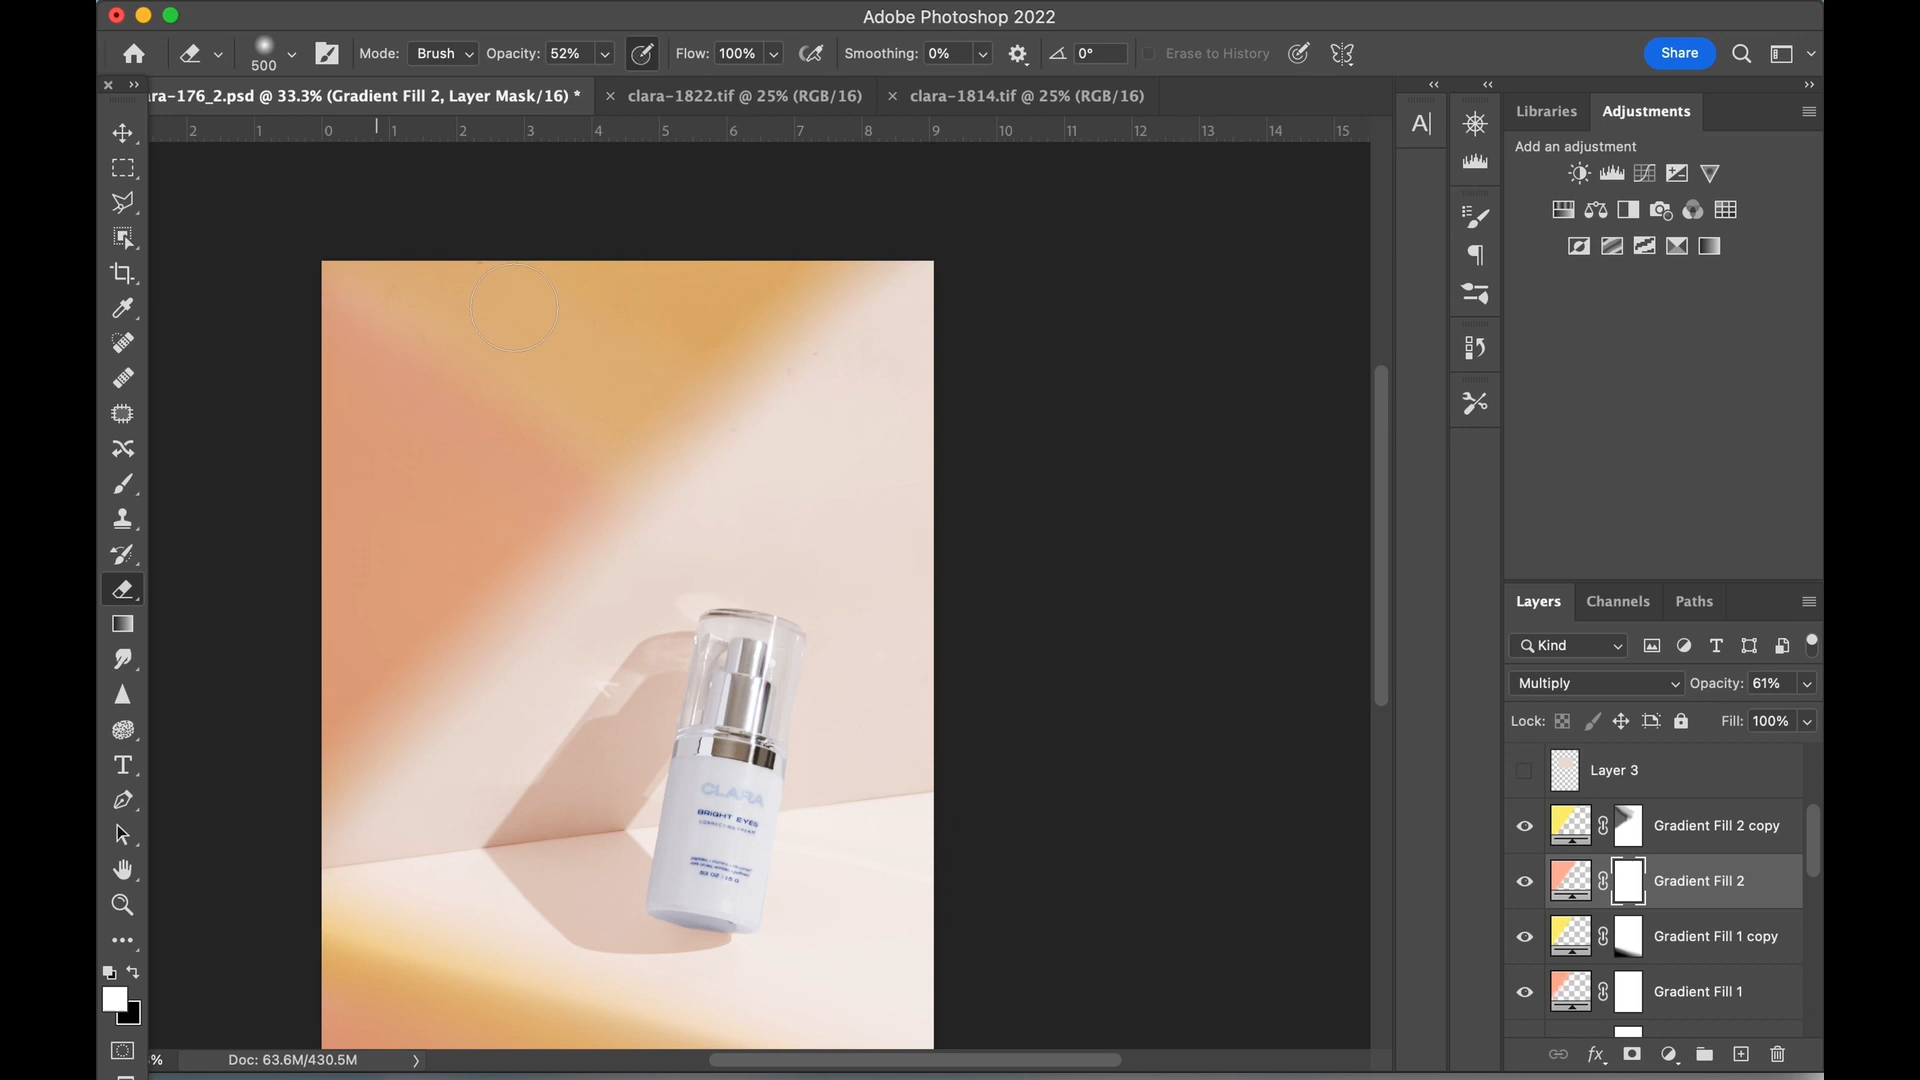 Adobe Photoshop 2022
500
Mode: Brush Opacity: 52% Flow: 100% Smoothing: 0% 0° Erase to History Share
ara-176_2.psd @ 33.3% (Gradient Fill 2, Layer Mask/16) * clara-1822.tif @ 25% (RGB/16) clara-1814.tif @ 25% (RGB/16)
2 1 0 1 2 3 4 5 6 7 8 9 10 11 12 13 14 15
A
Libraries Adjustments
Add an adjustment
CLARA
BRIGHT EYES
Layers Channels Paths
Kind
Multiply Opacity: 61%
Lock: Fill: 100%
Layer 3
Gradient Fill 2 copy
Gradient Fill 2
Gradient Fill 1 copy
Gradient Fill 1
T
fx
% Doc: 63.6M/430.5M